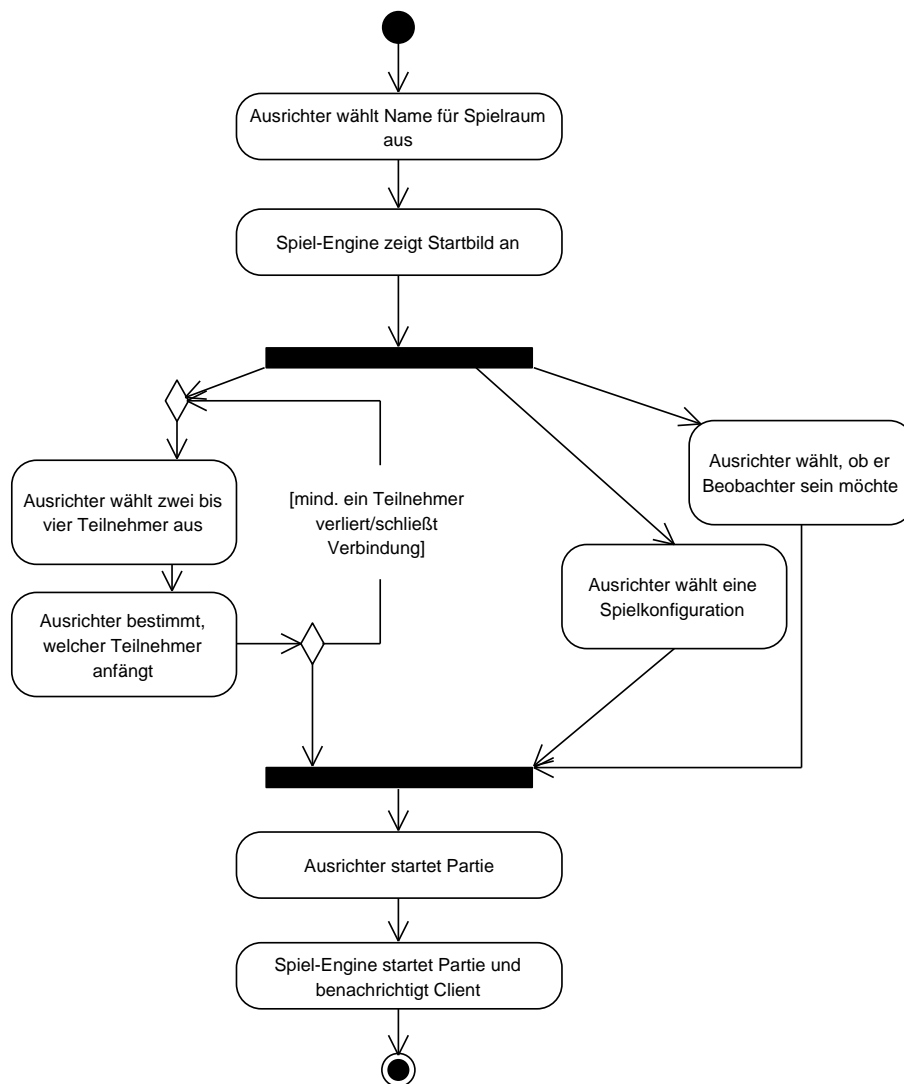 Ausrichter wählt Name für Spielraum
aus
Spiel-Engine zeigt Startbild an
Ausrichter wählt zwei bis
vier Teilnehmer aus
[mind. ein Teilnehmer
verliert/schließt
Verbindung]
Ausrichter wählt, ob er
Beobachter sein möchte
Ausrichter wählt eine
Spielkonfiguration
Ausrichter bestimmt,
welcher Teilnehmer
anfängt
Ausrichter startet Partie
Spiel-Engine startet Partie und
benachrichtigt Client